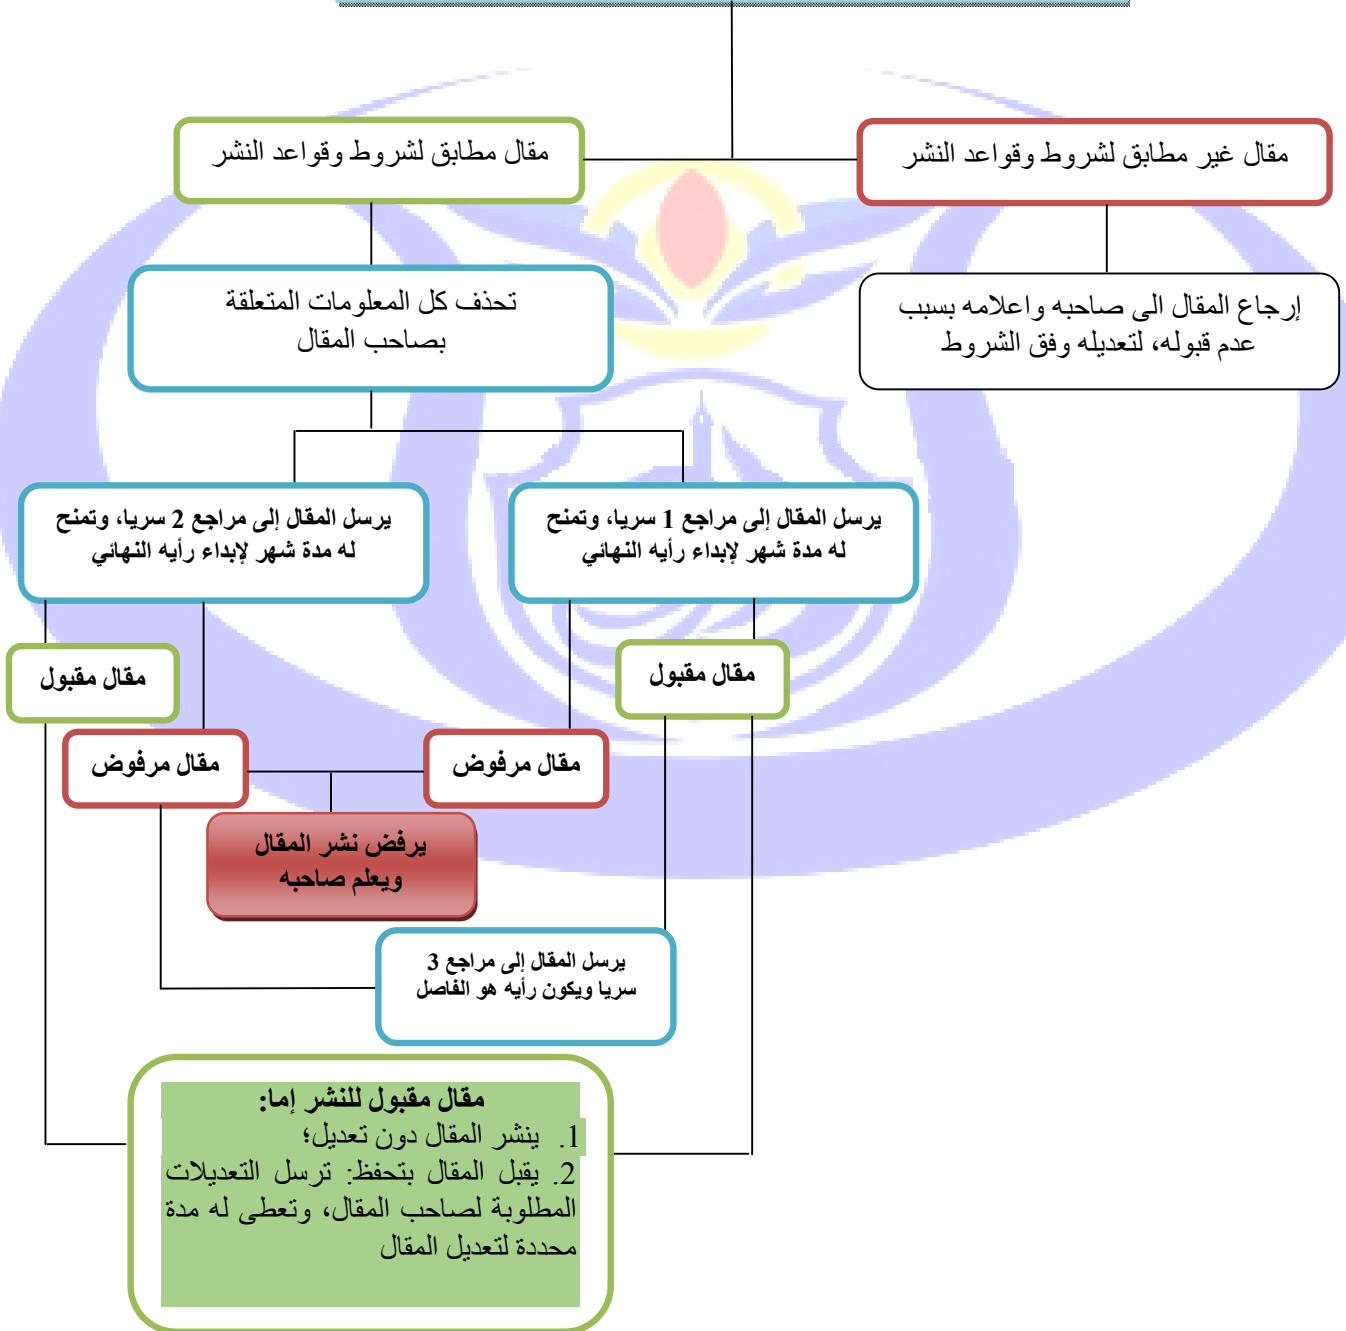 مقال غير مطابق لشروط وقواعد النشر
مقال مطابق لشروط وقواعد النشر
إرجاع المقال الى صاحبه واعلامه بسبب
عدم قبوله، لتعديله وفق الشروط
تحذف كل المعلومات المتعلقة
بصاحب المقال
يرسل المقال إلى مراجع 1 سريا، وتمنح
له مدة شهر لإبداء رأيه النهائي
يرسل المقال إلى مراجع 2 سريا، وتمنح
له مدة شهر لإبداء رأيه النهائي
مقال مقبول
مقال مقبول
مقال مرفوض
مقال مرفوض
يرفض نشر المقال
ويعلم صاحبه
يرسل المقال إلى مراجع 3
سريا ويكون رأيه هو الفاصل
مقال مقبول للنشر إما:
1. ينشر المقال دون تعديل؛
2. يقبل المقال بتحفظ: ترسل التعديلات
المطلوبة لصاحب المقال، وتعطى له مدة
محددة لتعديل المقال